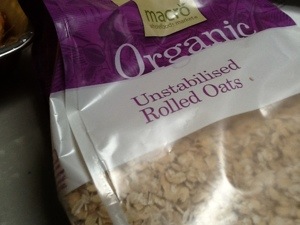 macro
Organic
Unstabilised
Rolled Oats